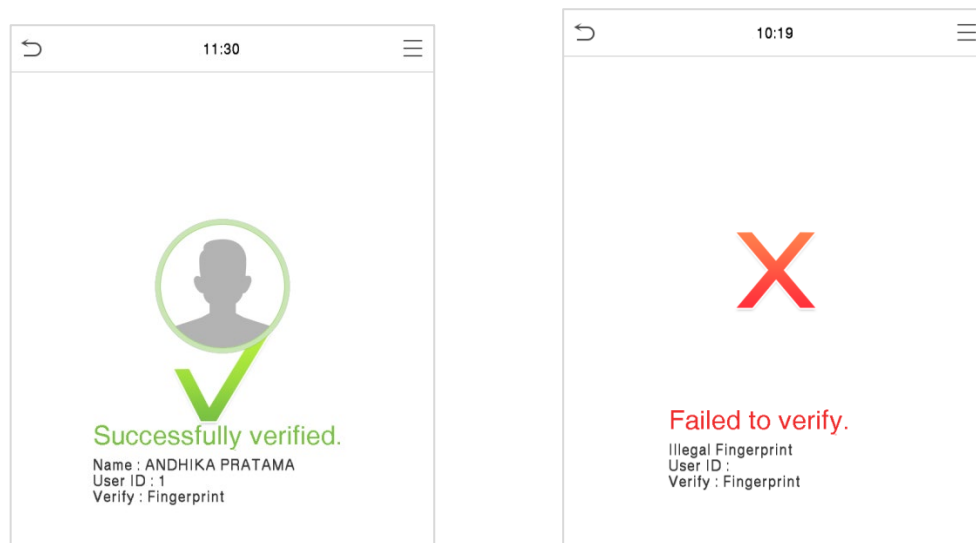 11:30
Successfully verified.
Name : ANDHIKA PRATAMA
User ID : 1
Verify : Fingerprint
10:19
Failed to verify.
Illegal Fingerprint
User ID :
Verify : Fingerprint